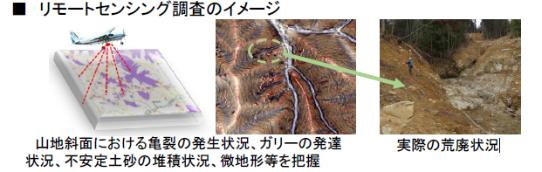 ■ リモートセンシング調査のイメージ
山地斜面における亀裂の発生状況、ガリーの発達
状況、不安定土砂の堆積状況、微地形等を把握
実際の荒廃状況